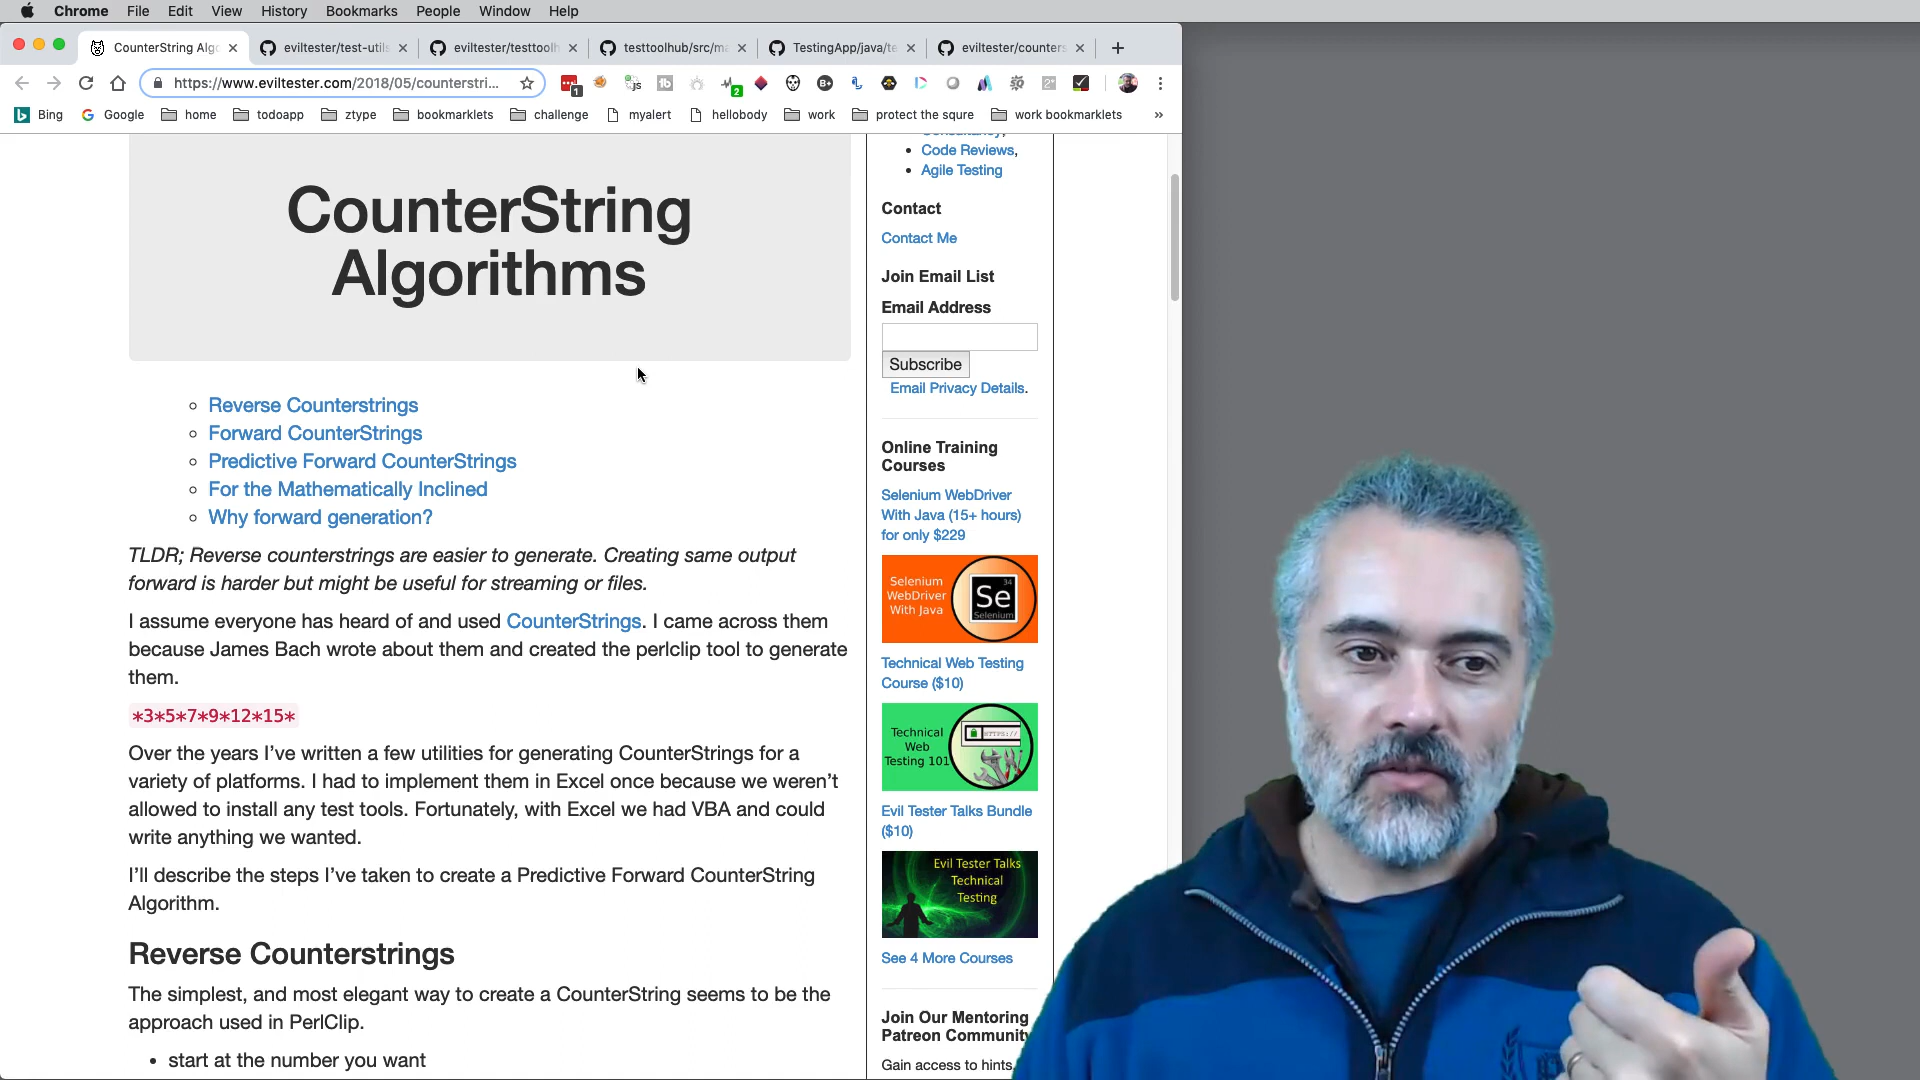 Chrome File Edit View History Bookmarks People Window Help
CounterString Algo
eviltester/test-utils
eviltester/testtoolh
testtoolhub/src/ma
TestingApp/java/te
eviltester/counters
https://www.eviltester.com/2018/05/counterstri...
1
2
Bing Google home todoapp ztype bookmarklets challenge myalert hellobody work protect the squre work bookmarklets »
CounterString
Algorithms
Reverse Counterstrings
Forward CounterStrings
Predictive Forward CounterStrings
For the Mathematically Inclined
Why forward generation?
TLDR; Reverse counterstrings are easier to generate. Creating same output
forward is harder but might be useful for streaming or files.
I assume everyone has heard of and used CounterStrings. I came across them
because James Bach wrote about them and created the perlclip tool to generate
them.
*3*5*7*9*12*15*
Over the years I've written a few utilities for generating CounterStrings for a
variety of platforms. I had to implement them in Excel once because we weren't
allowed to install any test tools. Fortunately, with Excel we had VBA and could
write anything we wanted.
I'll describe the steps I've taken to create a Predictive Forward CounterString
Algorithm.
Reverse Counterstrings
The simplest, and most elegant way to create a CounterString seems to be the
approach used in PerlClip.
• start at the number you want
Consultancy,
Code Reviews,
Agile Testing
Contact
Contact Me
Join Email List
Email Address
Subscribe
Email Privacy Details.
Online Training
Courses
Selenium WebDriver
With Java (15+ hours)
for only $229
Selenium
WebDriver
With Java
34
Se
Selenium
Technical Web Testing
Course ($10)
Technical
Web
Testing 101
HTTPS://
Evil Tester Talks Bundle
($10)
Evil Tester Talks
Technical
Testing
See 4 More Courses
Join Our Mentoring
Patreon Community
Gain access to hints,